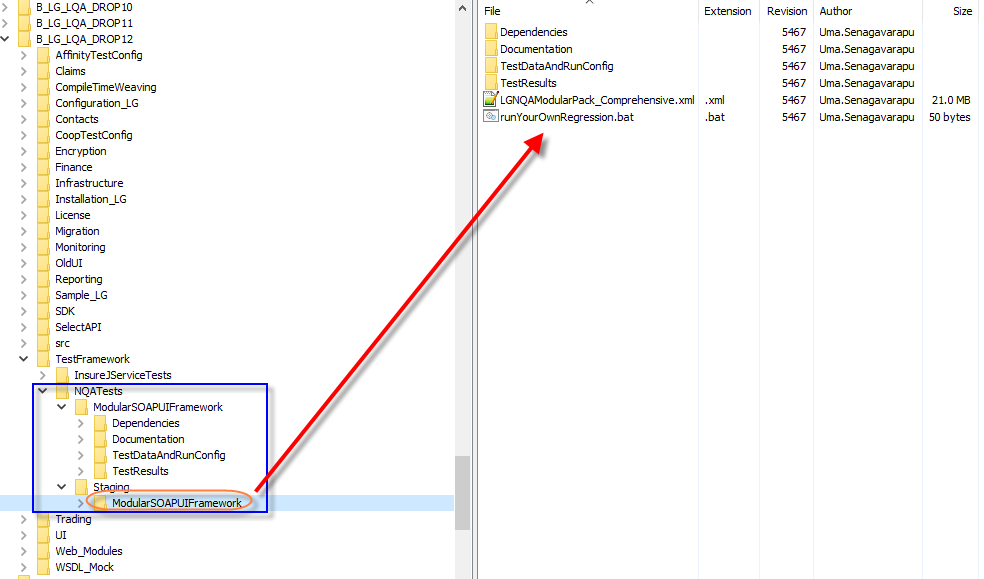 B_LG_LQA_DROP10
B_LG_LQA_DROP11
B_LG_LQA_DROP12
AffinityTestConfig
Claims
CompileTimeWeaving
Configuration_LG
Contacts
CoopTestConfig
Encryption
Finance
Infrastructure
Installation_LG
License
Migration
Monitoring
OldUI
Reporting
Sample_LG
SDK
SelectAPI
src
TestFramework
InsureJServiceTests
NQATests
ModularSOAPUIFramework
Dependencies
Documentation
TestDataAndRunConfig
TestResults
Staging
ModularSOAPUIFramework
Trading
UI
Web_Modules
WSDL_Mock
File Extension Revision Author Size
Dependencies 5467 Uma.Senagavarapu
Documentation 5467 Uma.Senagavarapu
TestDataAndRunConfig 5467 Uma.Senagavarapu
TestResults 5467 Uma.Senagavarapu
LGNQAModularPack_Comprehensive.xml .xml 5467 Uma.Senagavarapu 21.0 MB
runYourOwnRegression.bat .bat 5467 Uma.Senagavarapu 50 bytes